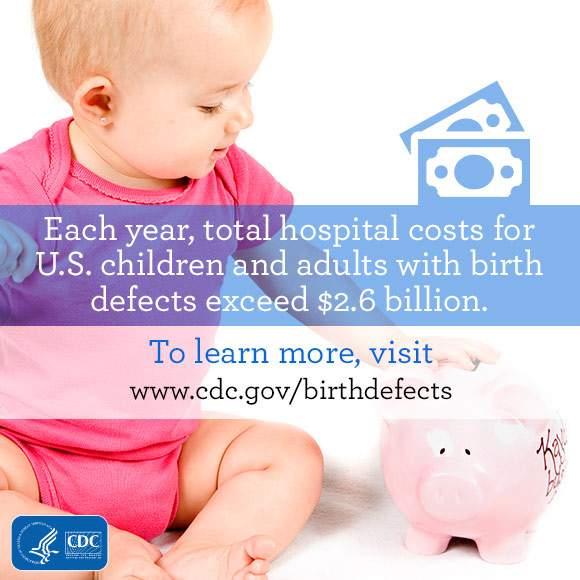 Each year, total hospital costs for
U.S. children and adults with birth
defects exceed $2.6 billion.
To learn more, visit
www.cdc.gov/birthdefects
CDC